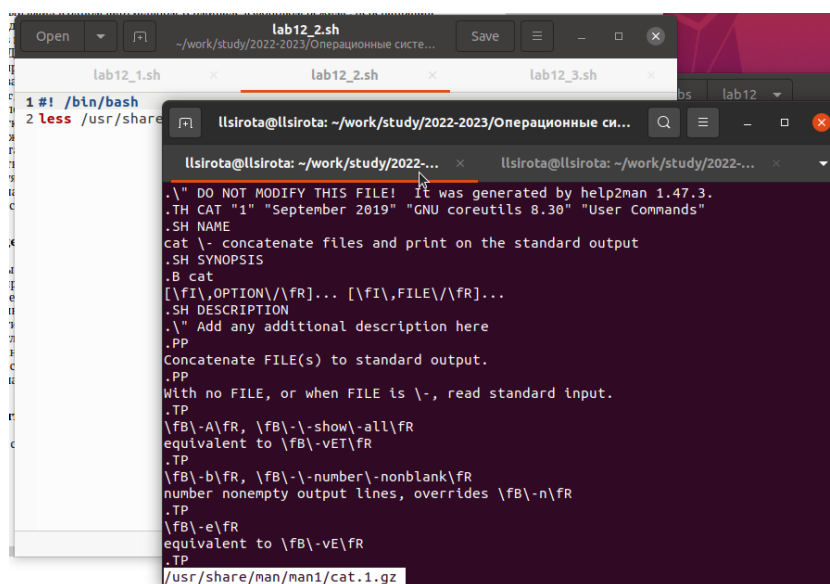 Open
lab12_2.sh
~/work/study/2022-2023/Операционные систе...
Save
lab12_1.sh × lab12_2.sh × lab12_3.sh ×
lab12
1 #! /bin/bash
2 less /usr/share
llsirota@llsirota: ~/work/study/2022-2023/Операционные си...
llsirota@llsirota: ~/work/study/2022-... × llsirota@llsirota: ~/work/study/2022-... ×
.\" DO NOT MODIFY THIS FILE!  It was generated by help2man 1.47.3.
.TH CAT "1" "September 2019" "GNU coreutils 8.30" "User Commands"
.SH NAME
cat \- concatenate files and print on the standard output
.SH SYNOPSIS
.B cat
[\fI\,OPTION\/\fR]... [\fI\,FILE\/\fR]...
.SH DESCRIPTION
.\" Add any additional description here
.PP
Concatenate FILE(s) to standard output.
.PP
With no FILE, or when FILE is \-, read standard input.
.TP
\fB\-A\fR, \fB\-\-show\-all\fR
equivalent to \fB\-vET\fR
.TP
\fB\-b\fR, \fB\-\-number\-nonblank\fR
number nonempty output lines, overrides \fB\-n\fR
.TP
\fB\-e\fR
equivalent to \fB\-vE\fR
.TP
/usr/share/man/man1/cat.1.gz